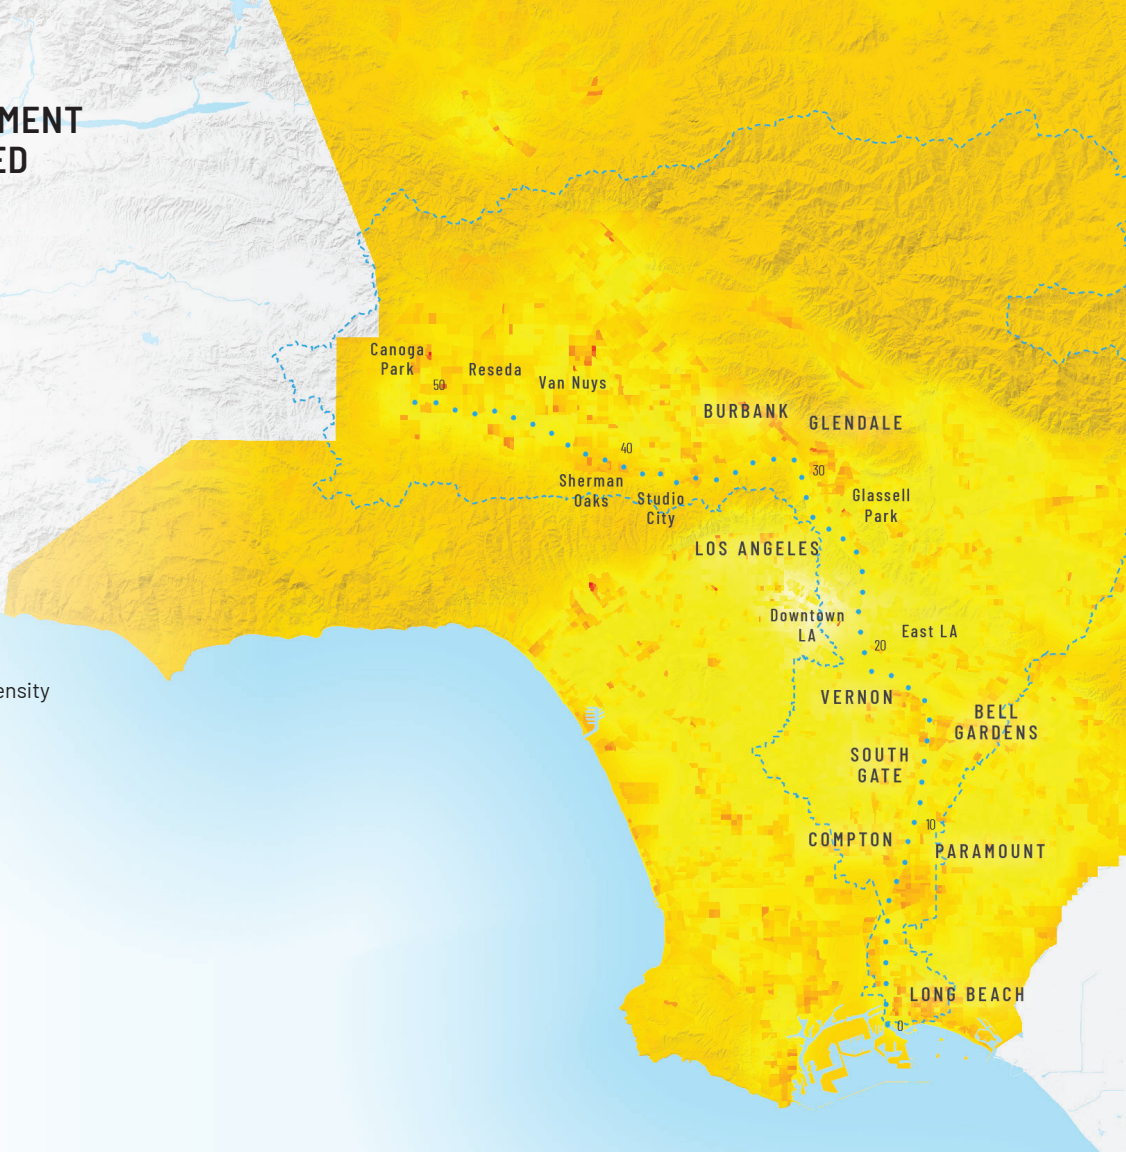 MENT
ED
Canoga
Park
50
Reseda
Van Nuys
BURBANK
GLENDALE
40
30
Sherman
Oaks
Studio
City
Glassell
Park
LOS ANGELES
Downtown
LA
East LA
20
ensity
VERNON
BELL
GARDENS
SOUTH
GATE
10
COMPTON
PARAMOUNT
LONG BEACH
0